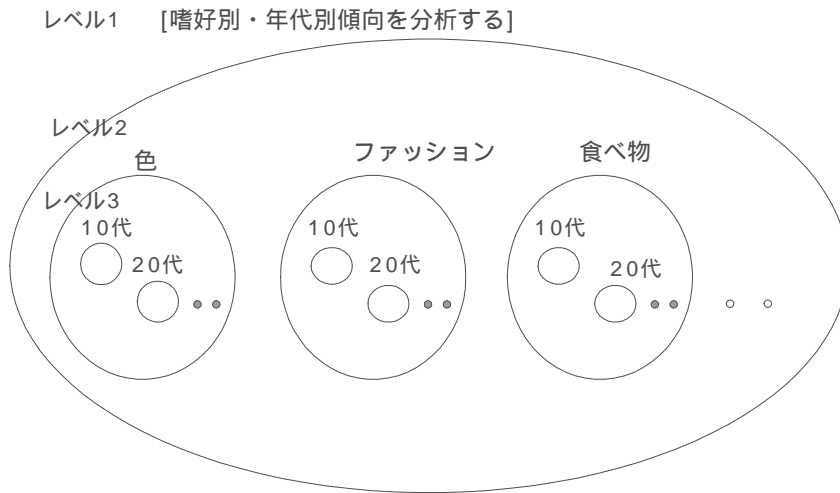 レベル1　[嗜好別・年代別傾向を分析する]
レベル2
色　ファッション　食べ物
レベル3
10代　10代　10代
20代　20代　20代